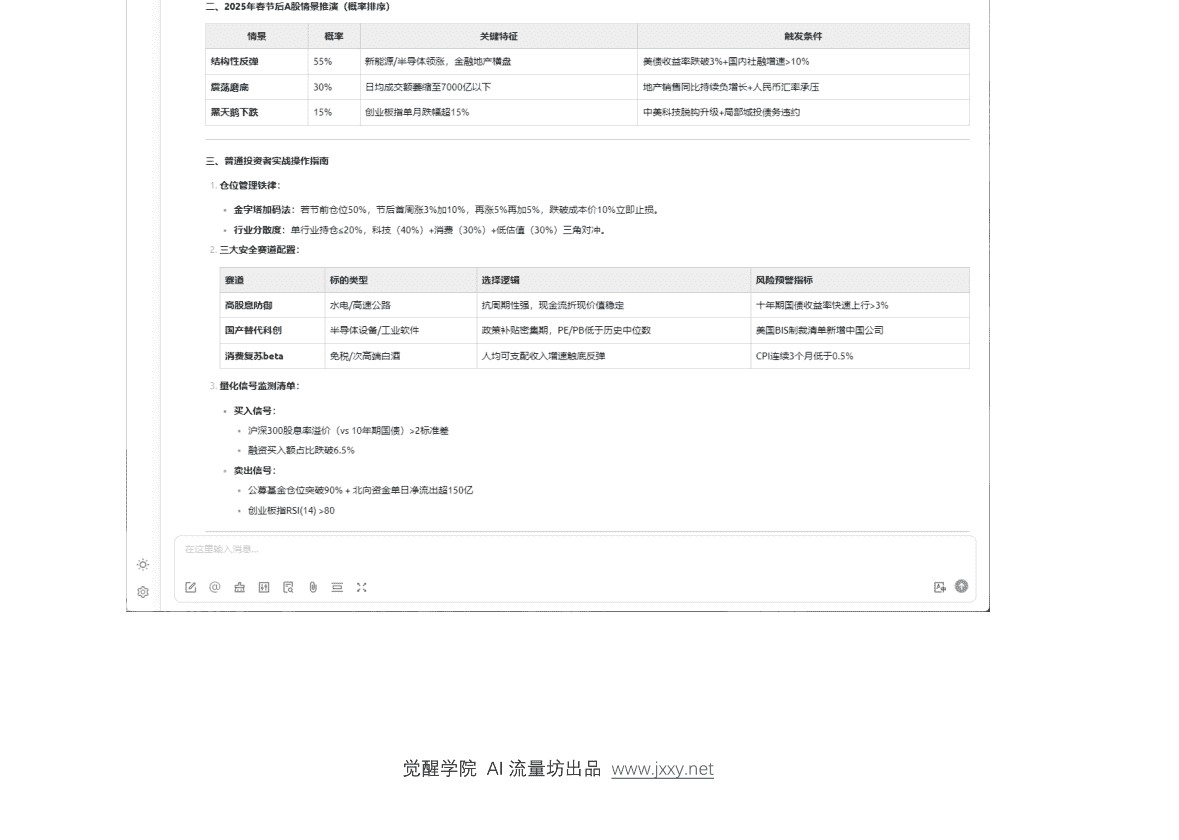 二、2025年春节后A股情景推演（概率排序）
情景 概率 关键特征 触发条件
结构性反弹 55% 新能源/半导体领涨，金融地产横盘 美债收益率跌破3%+国内社融增速>10%
震荡磨底 30% 日均成交额萎缩至7000亿以下 地产销售同比持续负增长+人民币汇率承压
黑天鹅下跌 15% 创业板指单月跌幅超15% 中美科技脱钩升级+局部城投债务违约
三、普通投资者实战操作指南
1. 仓位管理铁律：
• 金字塔加码法：若节前仓位50%，节后首周涨3%加10%，再涨5%再加5%，跌破成本价10%立即止损。
• 行业分散度：单行业持仓≤20%，科技（40%）+消费（30%）+低估值（30%）三角对冲。
2. 三大安全赛道配置：
赛道 标的类型 选择逻辑 风险预警指标
高股息防御 水电/高速公路 抗周期性强，现金流折现价值稳定 十年期国债收益率快速上行>3%
国产替代科创 半导体设备/工业软件 政策补贴密集期，PE/PB低于历史中位数 美国BIS制裁清单新增中国公司
消费复苏beta 免税/次高端白酒 人均可支配收入增速触底反弹 CPI连续3个月低于0.5%
3. 量化信号监测清单：
• 买入信号：
• 沪深300股息率溢价（vs 10年期国债）>2标准差
• 融资买入额占比跌破6.5%
• 卖出信号：
• 公募基金仓位突破90% + 北向资金单日净流出超150亿
• 创业板指RSI(14) >80
在这里输入消息...
觉醒学院 AI 流量坊出品 www.jxxy.net